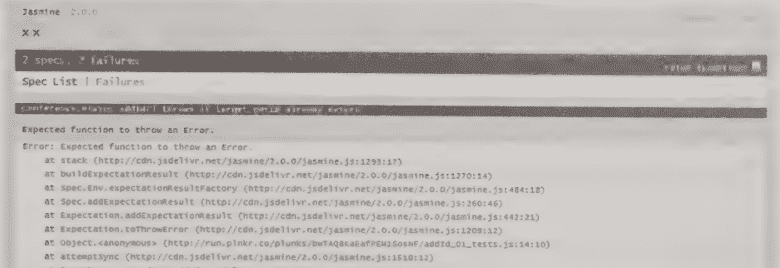 Jasmine 2.0.0
X X
2 specs, 2 failures
Spec List | Failures
Expected function to throw an Error.
Error: Expected function to throw an Error.
at stack (http://cdn.jsdelivr.net/jasmine/2.0.0/jasmine.js:1293:17)
at buildExpectationResult (http://cdn.jsdelivr.net/jasmine/2.0.0/jasmine.js:1270:14)
at Spec.Env.expectationResultFactory (http://cdn.jsdelivr.net/jasmine/2.0.0/jasmine.js:484:18)
at Spec.addExpectationResult (http://cdn.jsdelivr.net/jasmine/2.0.0/jasmine.js:260:46)
at Expectation.addExpectationResult (http://cdn.jsdelivr.net/jasmine/2.0.0/jasmine.js:442:21)
at Expectation.toThrowError (http://cdn.jsdelivr.net/jasmine/2.0.0/jasmine.js:1209:12)
at Object.<anonymous>
at attemptSync (http://cdn.jsdelivr.net/jasmine/2.0.0/jasmine.js:1510:12)